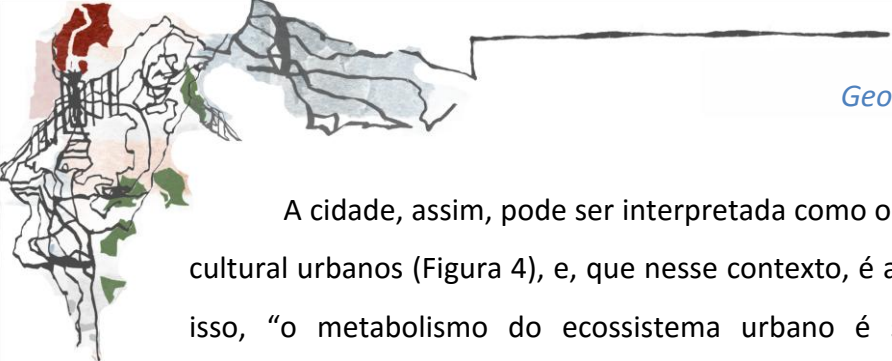 Geo
A cidade, assim, pode ser interpretada como o
cultural urbanos (Figura 4), e, que nesse contexto, é a
isso, “o metabolismo do ecossistema urbano é